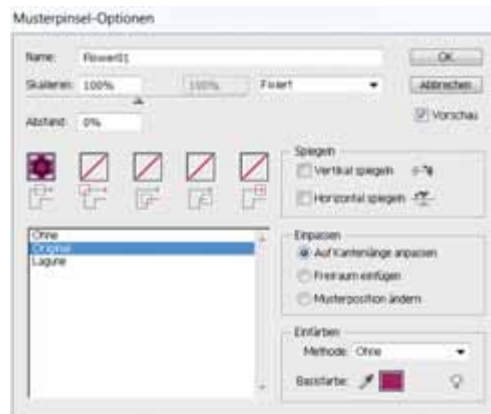 Musterpinsel-Optionen
Name: Flower01
OK
Skalieren: 100%
100%
Fixiert
Abbrechen
Abstand: 0%
Vorschau
Spiegeln
Vertikal spiegeln
Horizontal spiegeln
Ohne
Original
Lagune
Einpassen
Auf Kantenlänge anpassen
Freiraum einfügen
Musterposition ändern
Einfärben
Methode: Ohne
Basisfarbe: